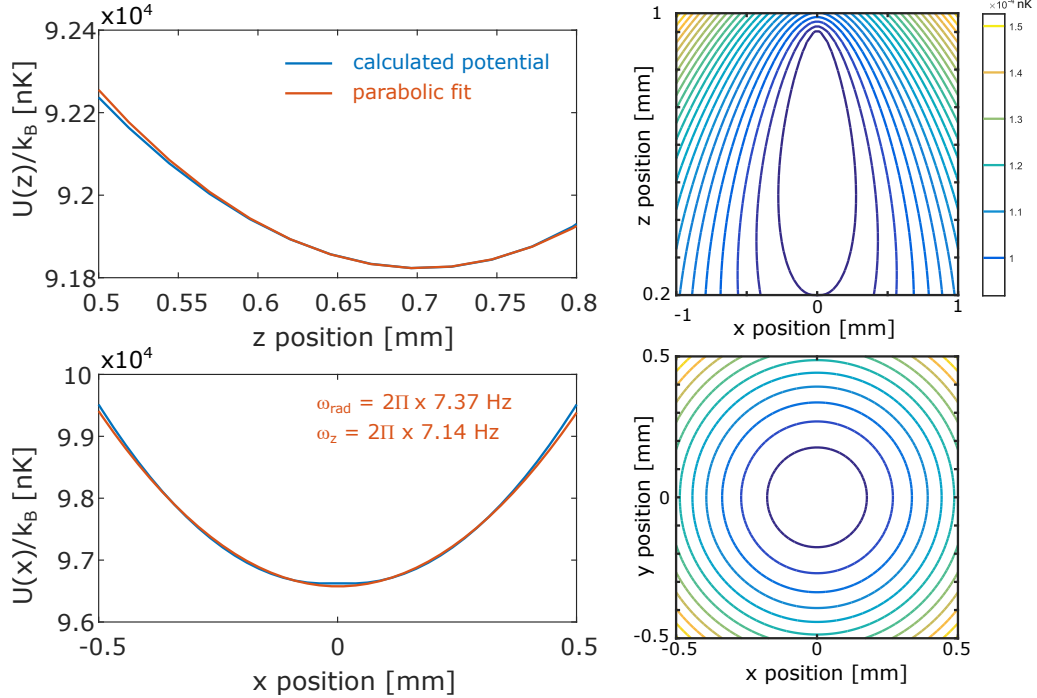 x10⁴
9.24
9.22
9.2
9.18
U(z)/k_B [nK]
calculated potential
parabolic fit
0.5 0.55 0.6 0.65 0.7 0.75 0.8
z position [mm]
1
0.2
z position [mm]
-1 0 1
x position [mm]
×10⁻⁴ nK
1.5
1.4
1.3
1.2
1.1
1
x10⁴
10
9.9
9.8
9.7
9.6
U(x)/k_B [nK]
ω_rad = 2Π x 7.37 Hz
ω_z = 2Π x 7.14 Hz
-0.5 0 0.5
x position [mm]
0.5
0
-0.5
y position [mm]
-0.5 0 0.5
x position [mm]